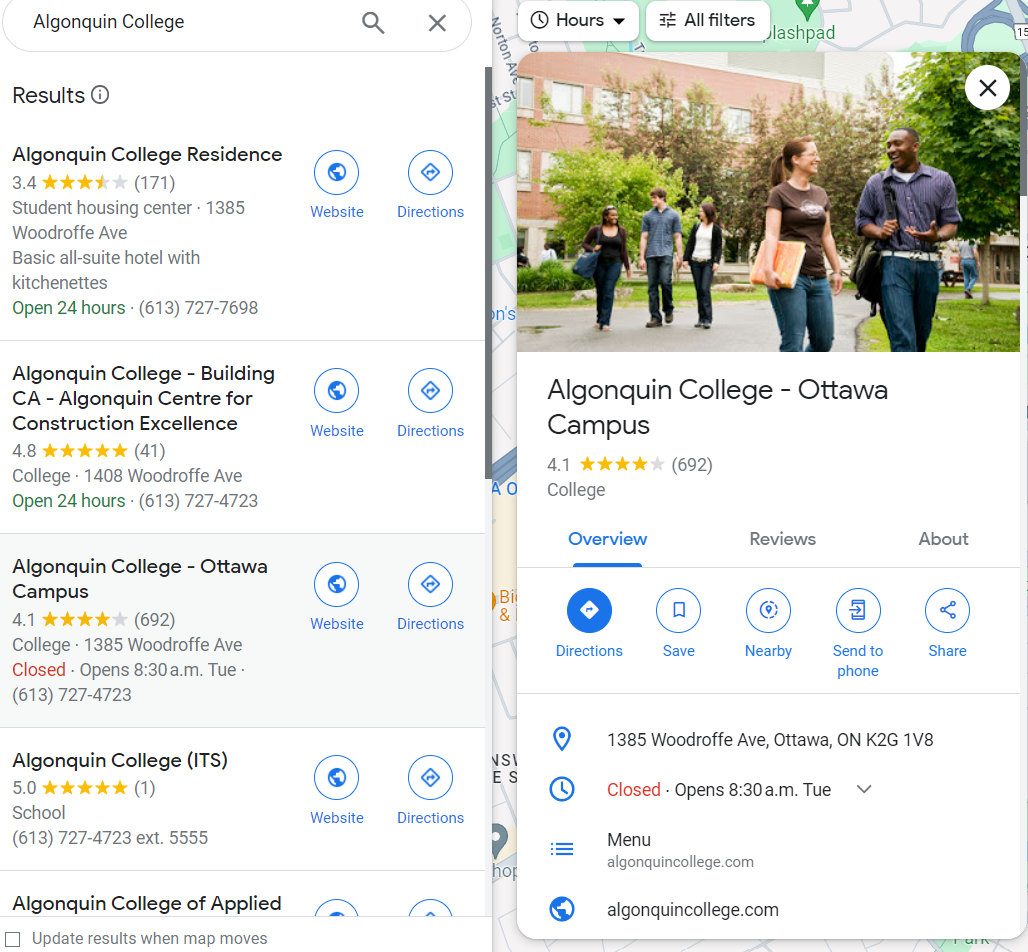 Algonquin College
Results
Algonquin College Residence
3.4 (171)
Student housing center · 1385
Woodroffe Ave
Basic all-suite hotel with
kitchenettes
Open 24 hours · (613) 727-7698
Website
Directions
Algonquin College - Building
CA - Algonquin Centre for
Construction Excellence
4.8 (41)
College · 1408 Woodroffe Ave
Open 24 hours · (613) 727-4723
Website
Directions
Algonquin College - Ottawa
Campus
4.1 (692)
College · 1385 Woodroffe Ave
Closed · Opens 8:30 a.m. Tue ·
(613) 727-4723
Website
Directions
Algonquin College (ITS)
5.0 (1)
School
(613) 727-4723 ext. 5555
Website
Directions
Algonquin College of Applied
Update results when map moves
Hours
All filters
Algonquin College - Ottawa
Campus
4.1 (692)
College
Overview
Reviews
About
Directions
Save
Nearby
Send to
phone
Share
1385 Woodroffe Ave, Ottawa, ON K2G 1V8
Closed · Opens 8:30 a.m. Tue
Menu
algonquincollege.com
algonquincollege.com